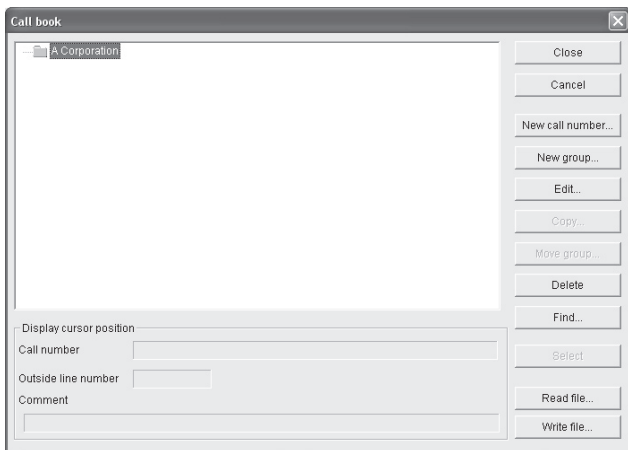 Call book
A Corporation
Close
Cancel
New call number...
New group...
Edit...
Copy...
Move group...
Delete
Find...
Select
Read file...
Write file...
Display cursor position
Call number
Outside line number
Comment